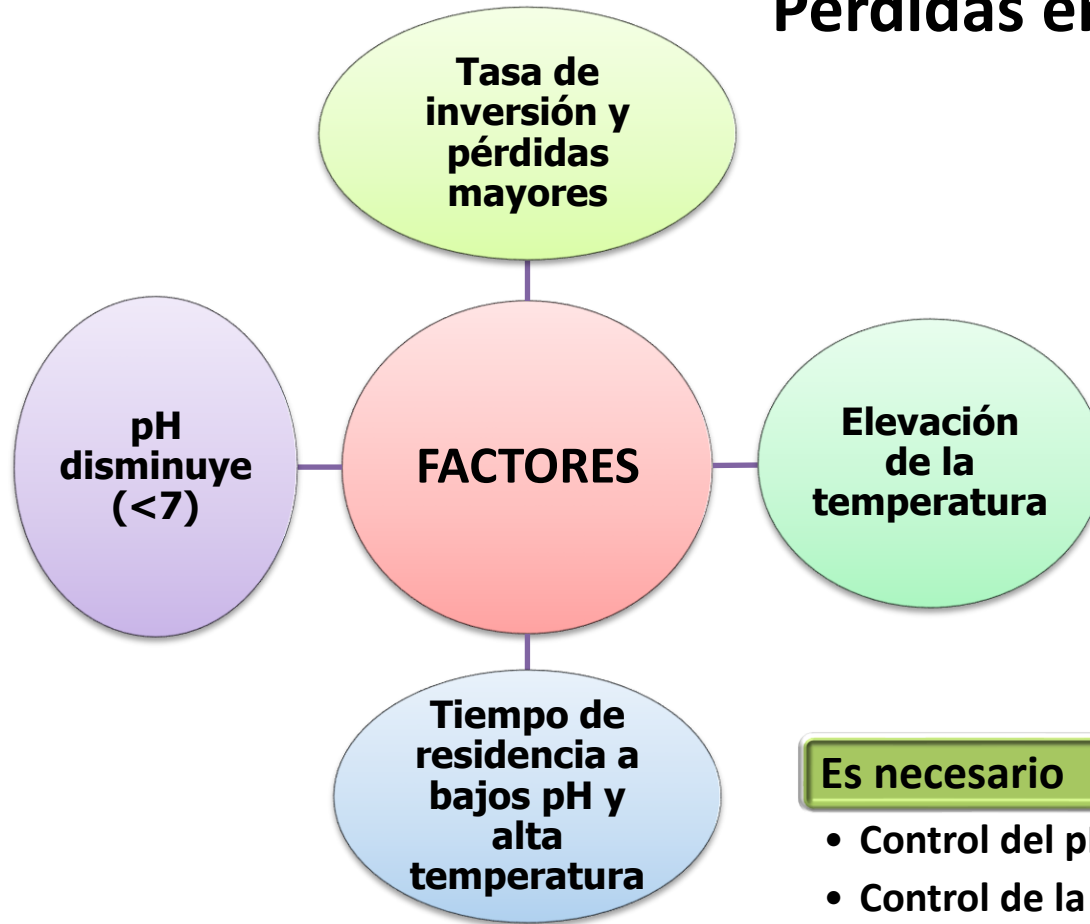 Pérdidas
Tasa de
inversión y
pérdidas
mayores
pH
disminuye
(<7)
FACTORES
Elevación
de la
temperatura
Tiempo de
residencia a
bajos pH y
alta
temperatura
Es necesario
• Control del
• Control de la